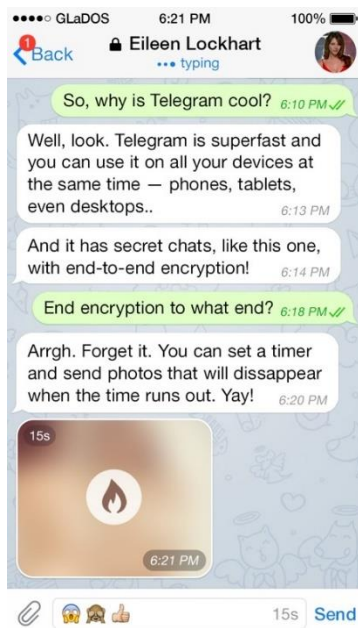 GLaDOS 6:21 PM 100%
1
Back Eileen Lockhart
••• typing
So, why is Telegram cool? 6:10 PM
Well, look. Telegram is superfast and
you can use it on all your devices at
the same time — phones, tablets,
even desktops.. 6:13 PM
And it has secret chats, like this one,
with end-to-end encryption! 6:14 PM
End encryption to what end? 6:18 PM
Arrgh. Forget it. You can set a timer
and send photos that will dissappear
when the time runs out. Yay! 6:20 PM
15s
6:21 PM
😱🙈👍 15s Send